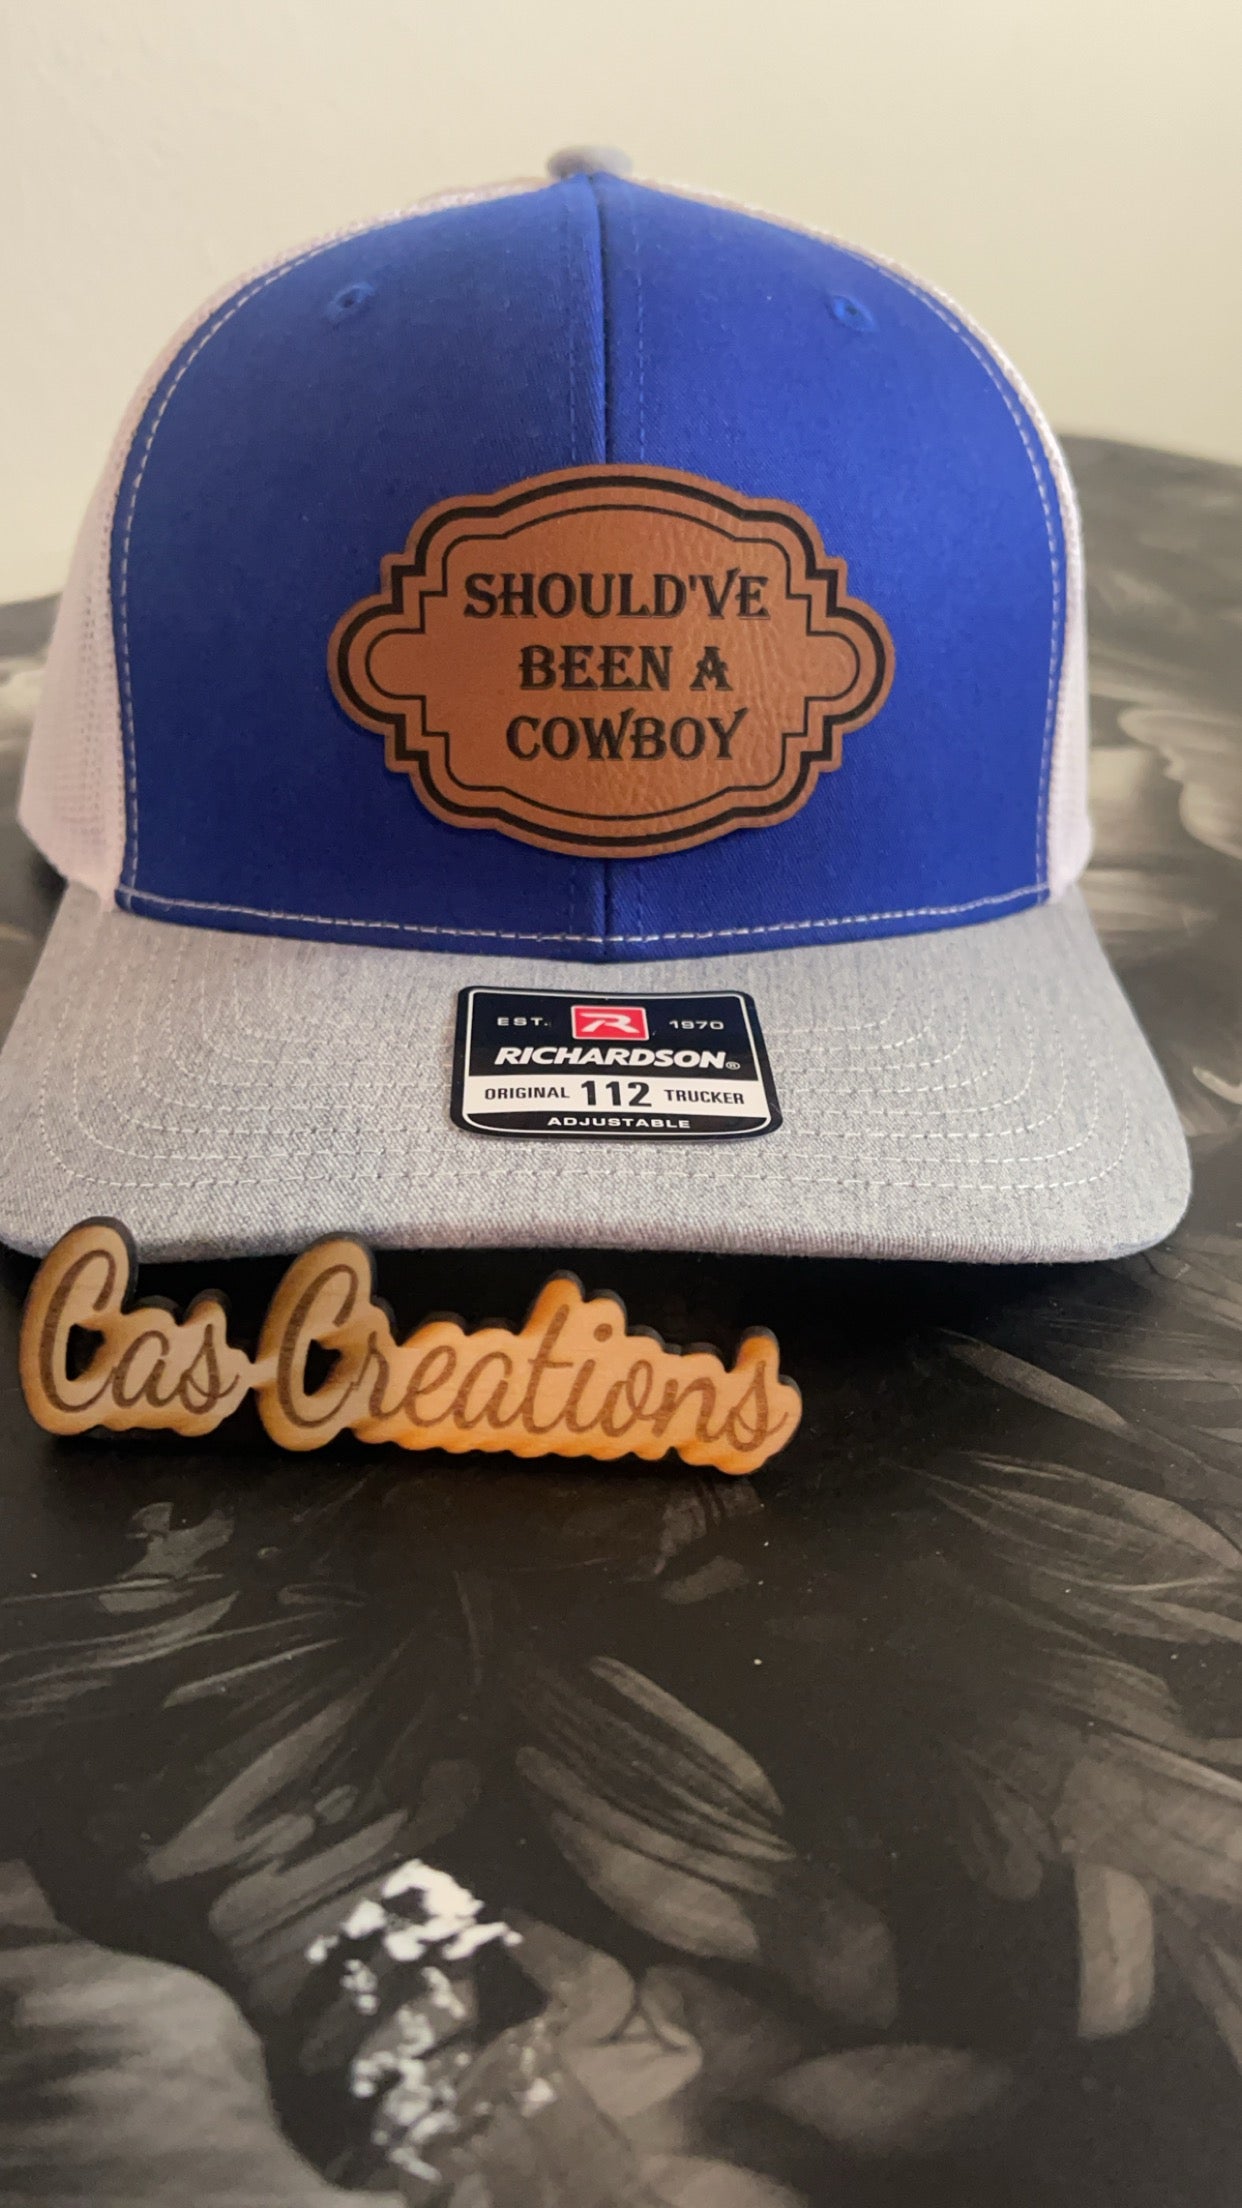 SHOULD'VE
BEEN A
COWBOY
EST. R 1970
RICHARDSON®
ORIGINAL 112 TRUCKER
ADJUSTABLE
Cas Creations